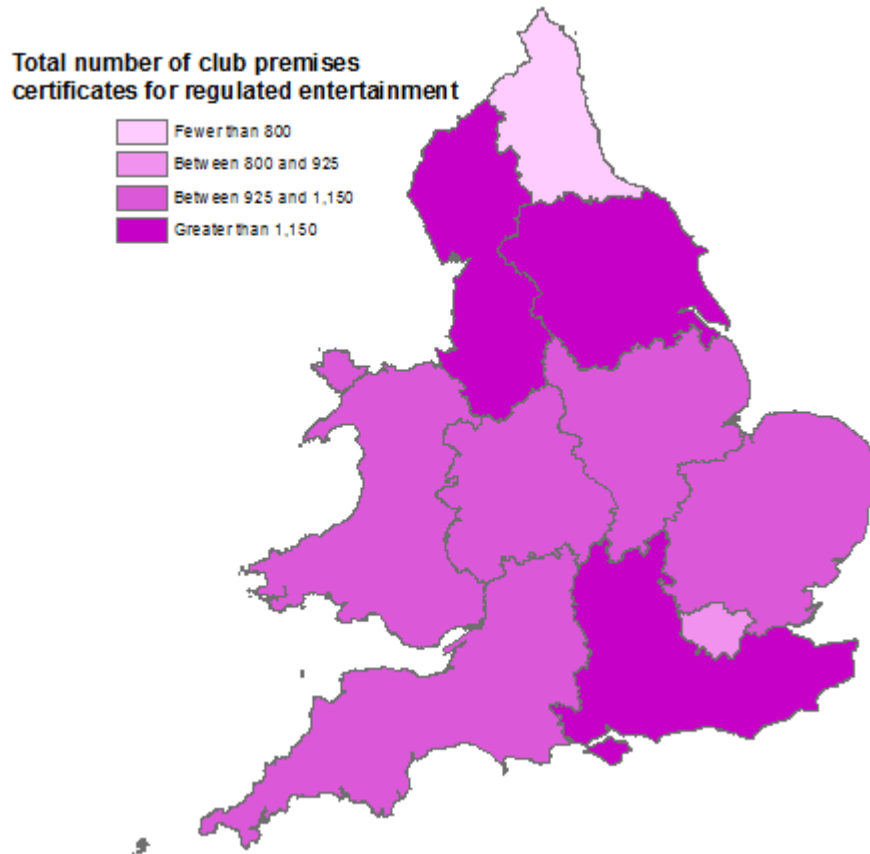 Total number of club premises
certificates for regulated entertainment
Fewer than 800
Between 800 and 925
Between 925 and 1,150
Greater than 1,150